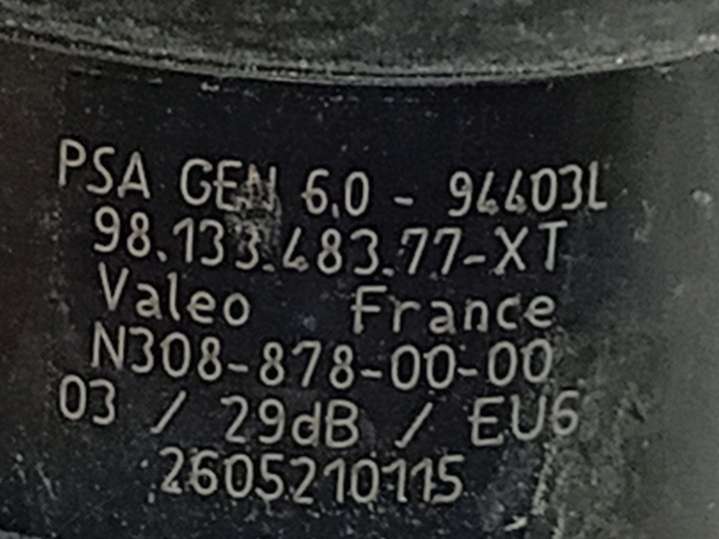 PSA GEN 6.0 - 94403L
98.133.483.77-XT
Valeo France
N308-878-00-00
03 / 29dB / EU6
2605210115